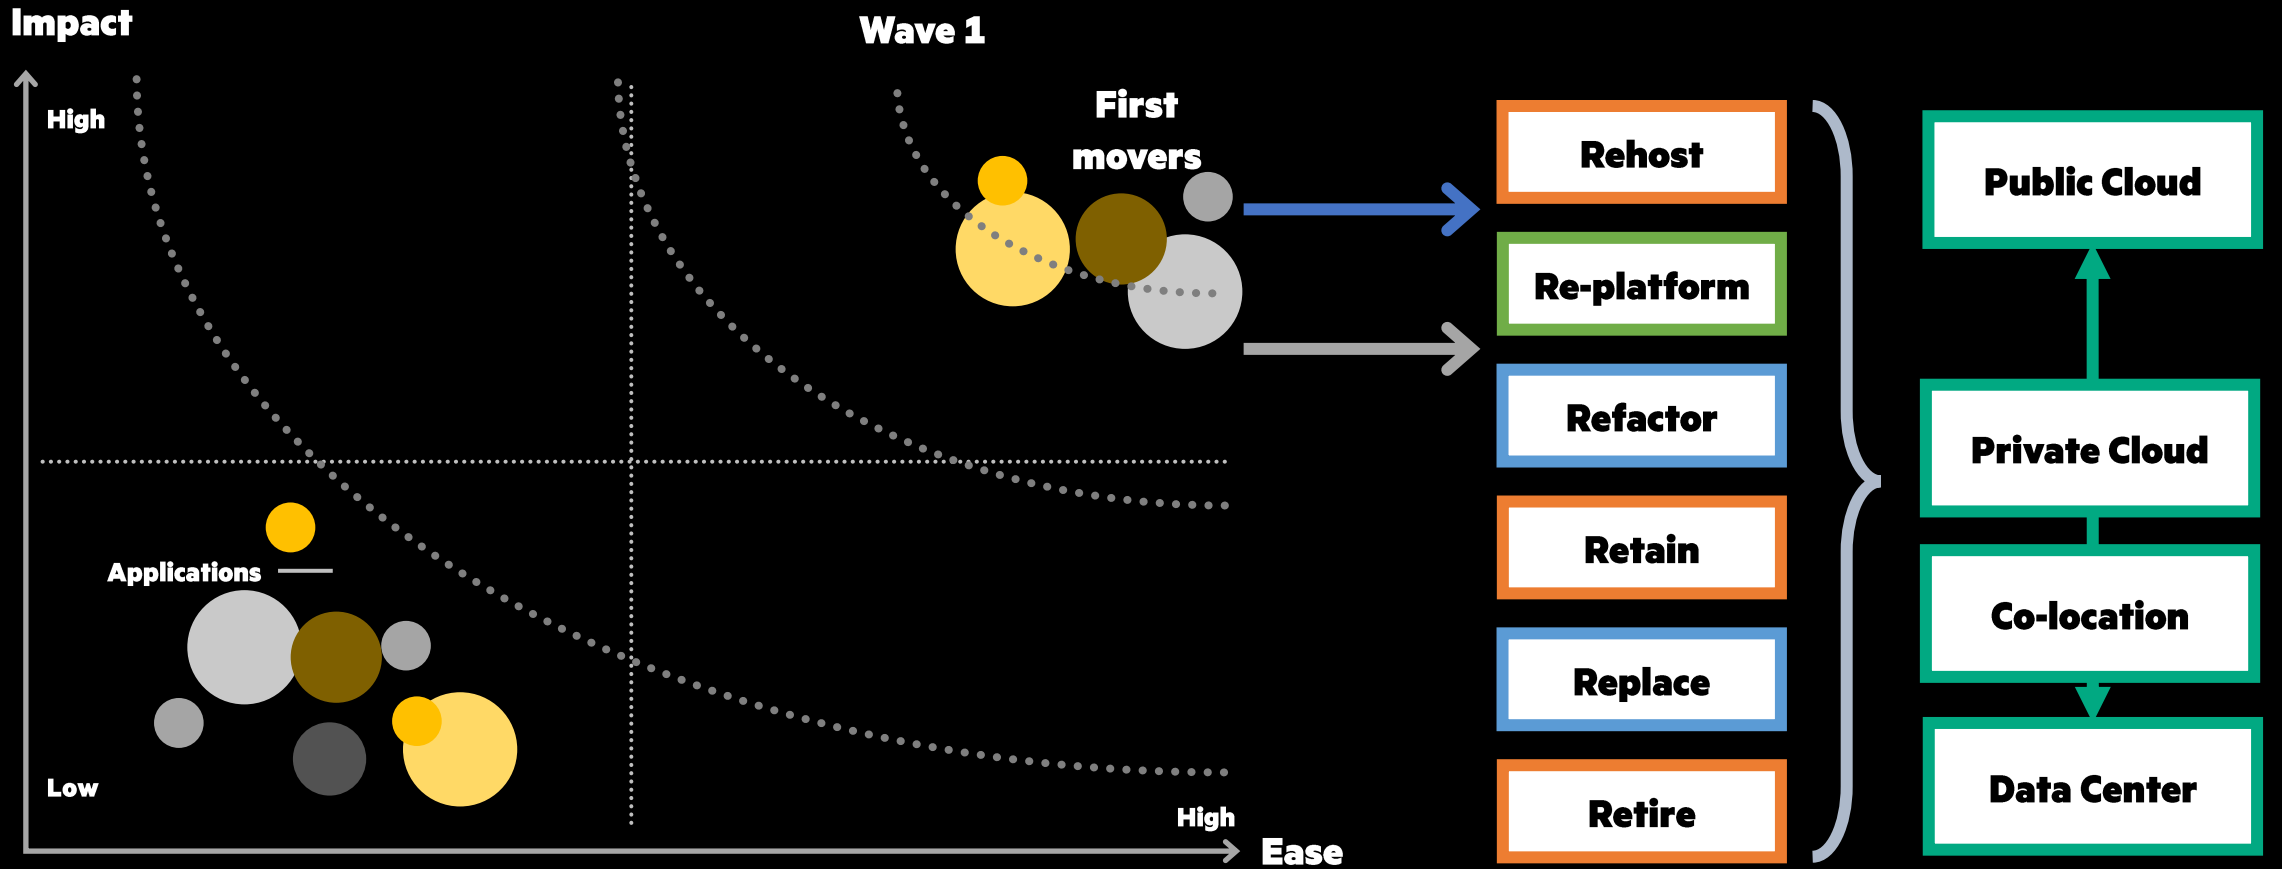 Impact
Wave 1
High
First
movers
Applications
Low
High
Ease
Rehost
Re-platform
Refactor
Retain
Replace
Retire
Public Cloud
Private Cloud
Co-location
Data Center